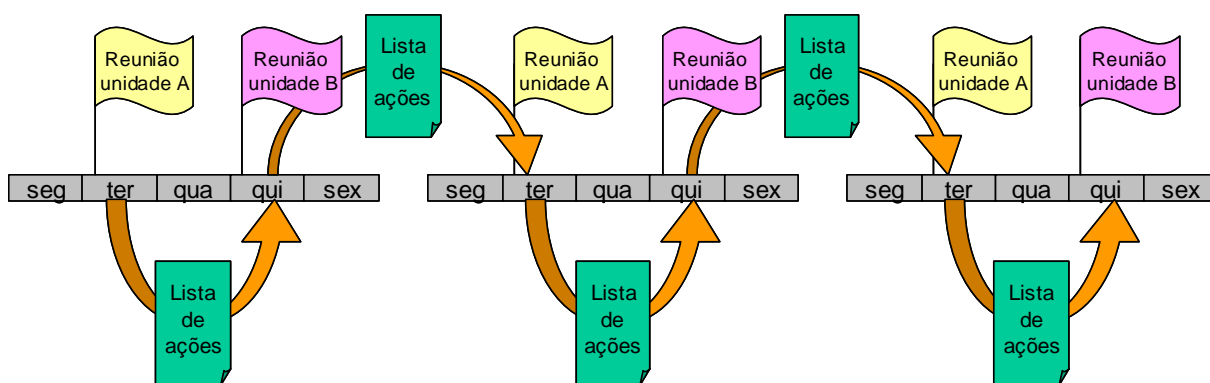 Reunião
unidade A
Reunião
unidade B
Lista
de
ações
Reunião
unidade A
Reunião
unidade B
Lista
de
ações
Reunião
unidade A
Reunião
unidade B
seg ter qua qui sex
seg ter qua qui sex
seg ter qua qui sex
Lista
de
ações
Lista
de
ações
Lista
de
ações